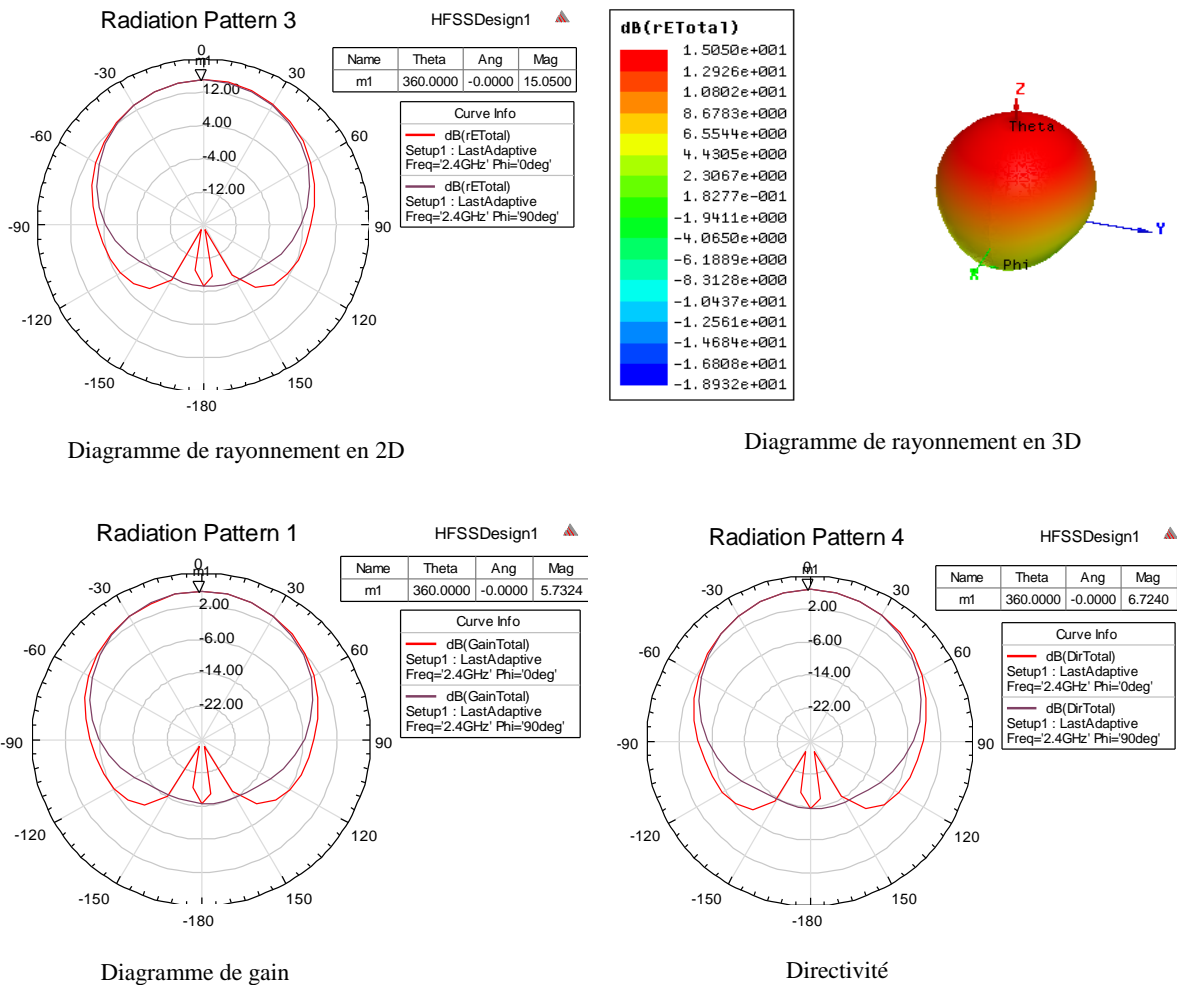 Radiation Pattern 3
HFSSDesign1
Name Theta Ang Mag
m1 360.0000 -0.0000 15.0500
Curve Info
dB(rETotal)
Setup1 : LastAdaptive
Freq='2.4GHz' Phi='0deg'
dB(rETotal)
Setup1 : LastAdaptive
Freq='2.4GHz' Phi='90deg'
0
m1
-30
30
12.00
-60
60
4.00
-4.00
-12.00
-90
90
-120
120
-150
150
-180
Diagramme de rayonnement en 2D
dB(rETotal)
1.5050e+001
1.2926e+001
1.0802e+001
8.6783e+000
6.5544e+000
4.4305e+000
2.3067e+000
1.8277e-001
-1.9411e+000
-4.0650e+000
-6.1889e+000
-8.3128e+000
-1.0437e+001
-1.2561e+001
-1.4684e+001
-1.6808e+001
-1.8932e+001
Z
Theta
Y
Phi
X
Diagramme de rayonnement en 3D
Radiation Pattern 1
HFSSDesign1
Name Theta Ang Mag
m1 360.0000 -0.0000 5.7324
Curve Info
dB(GainTotal)
Setup1 : LastAdaptive
Freq='2.4GHz' Phi='0deg'
dB(GainTotal)
Setup1 : LastAdaptive
Freq='2.4GHz' Phi='90deg'
0
m1
-30
30
2.00
-60
60
-6.00
-14.00
-22.00
-90
90
-120
120
-150
150
-180
Diagramme de gain
Radiation Pattern 4
HFSSDesign1
Name Theta Ang Mag
m1 360.0000 -0.0000 6.7240
Curve Info
dB(DirTotal)
Setup1 : LastAdaptive
Freq='2.4GHz' Phi='0deg'
dB(DirTotal)
Setup1 : LastAdaptive
Freq='2.4GHz' Phi='90deg'
0
m1
-30
30
2.00
-60
60
-6.00
-14.00
-22.00
-90
90
-120
120
-150
150
-180
Directivité